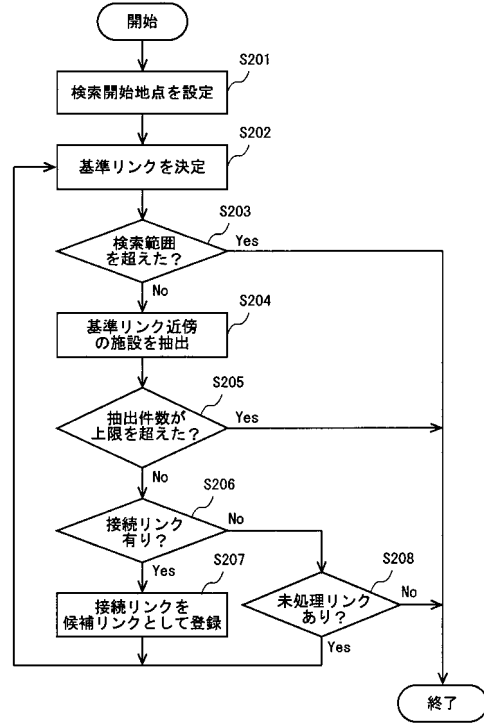 開始
S201
検索開始地点を設定
S202
基準リンクを決定
S203
検索範囲
を超えた？
Yes
No
S204
基準リンク近傍
の施設を抽出
S205
抽出件数が
上限を超えた？
Yes
No
S206
接続リンク
有り？
No
Yes
S207
接続リンクを
候補リンクとして登録
S208
未処理リンク
あり？
No
Yes
終了